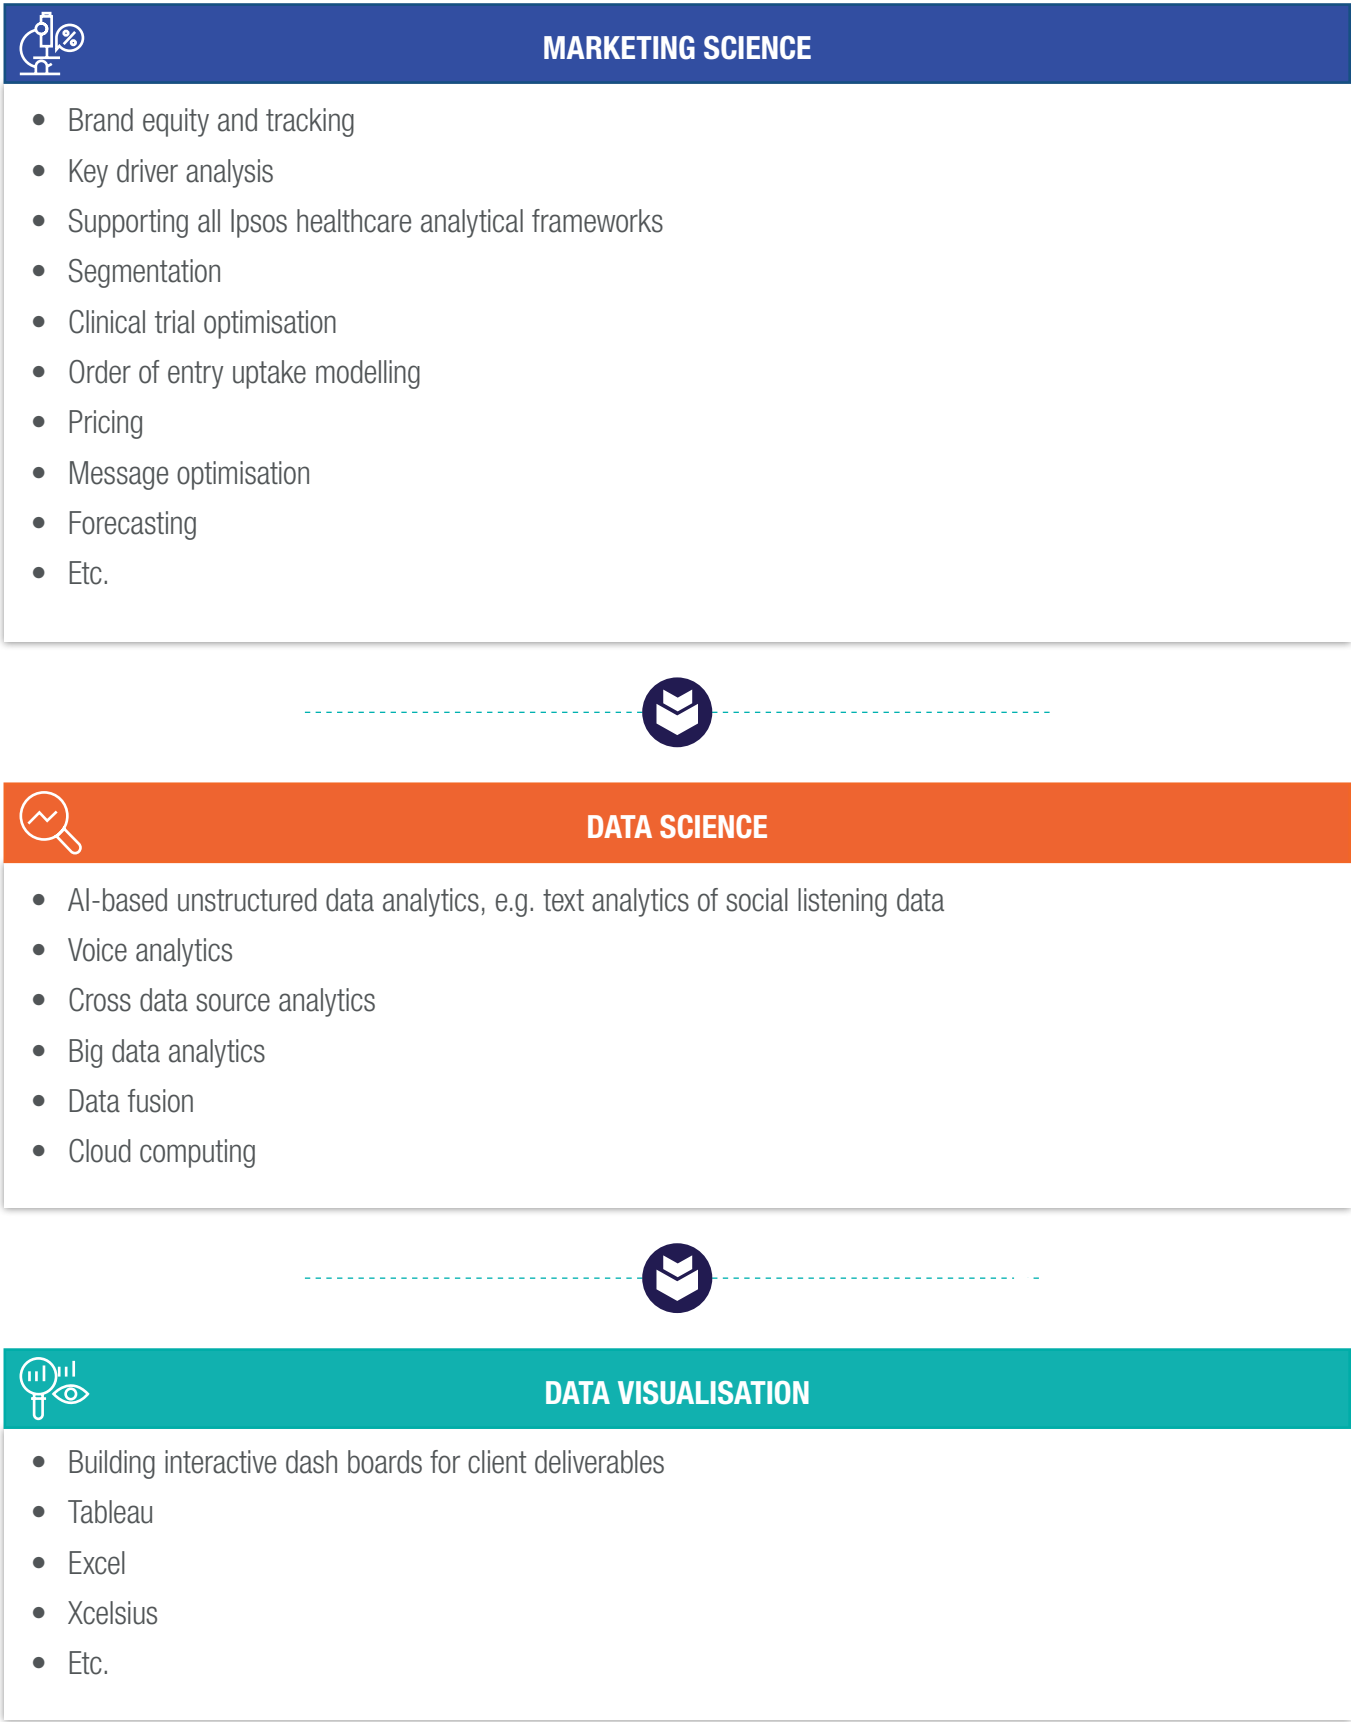 MARKETING SCIENCE
• Brand equity and tracking
• Key driver analysis
• Supporting all Ipsos healthcare analytical frameworks
• Segmentation
• Clinical trial optimisation
• Order of entry uptake modelling
• Pricing
• Message optimisation
• Forecasting
• Etc.
DATA SCIENCE
• AI-based unstructured data analytics, e.g. text analytics of social listening data
• Voice analytics
• Cross data source analytics
• Big data analytics
• Data fusion
• Cloud computing
DATA VISUALISATION
• Building interactive dash boards for client deliverables
• Tableau
• Excel
• Xcelsius
• Etc.